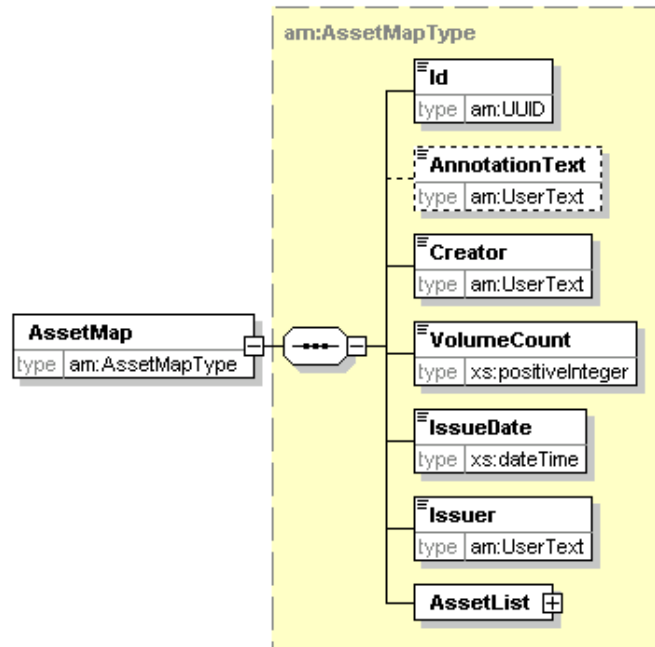 am:AssetMapType
Id
type am:UUID
AnnotationText
type am:UserText
Creator
type am:UserText
AssetMap
type am:AssetMapType
VolumeCount
type xs:positiveInteger
IssueDate
type xs:dateTime
Issuer
type am:UserText
AssetList